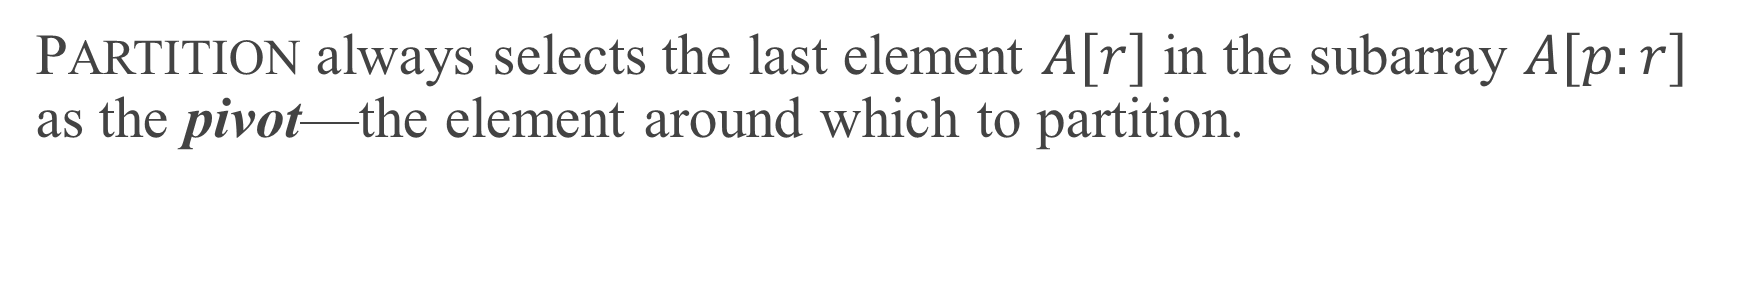 PARTITION always selects the last element A[r] in the subarray A[p: r]
as the pivot—the element around which to partition.